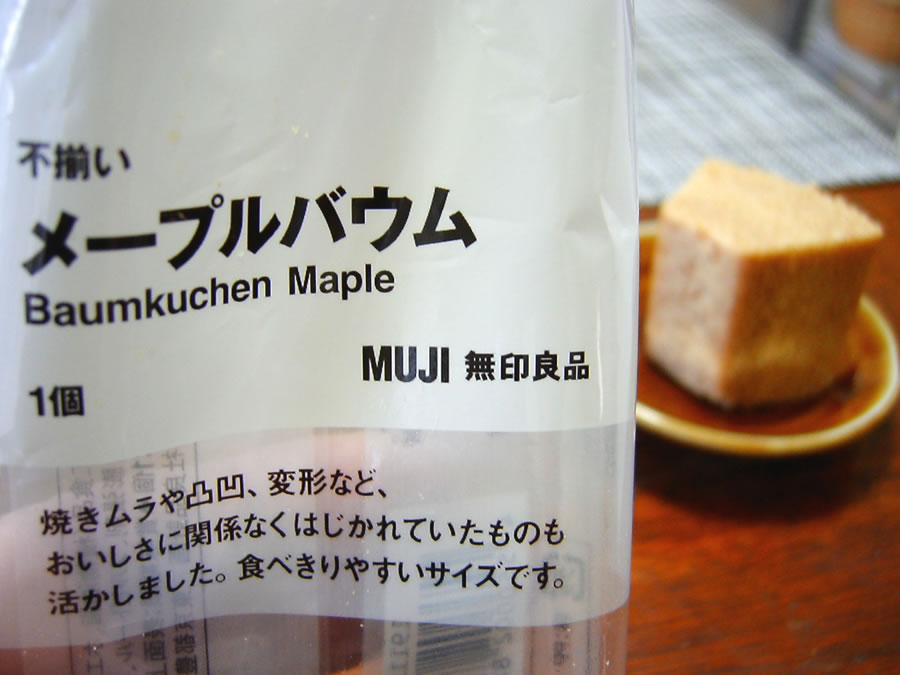 不揃い
メープルバウム
Baumkuchen Maple
MUJI 無印良品
1個
焼きムラや凸凹、変形など、
おいしさに関係なくはじかれていたものも
活かしました。食べきりやすいサイズです。